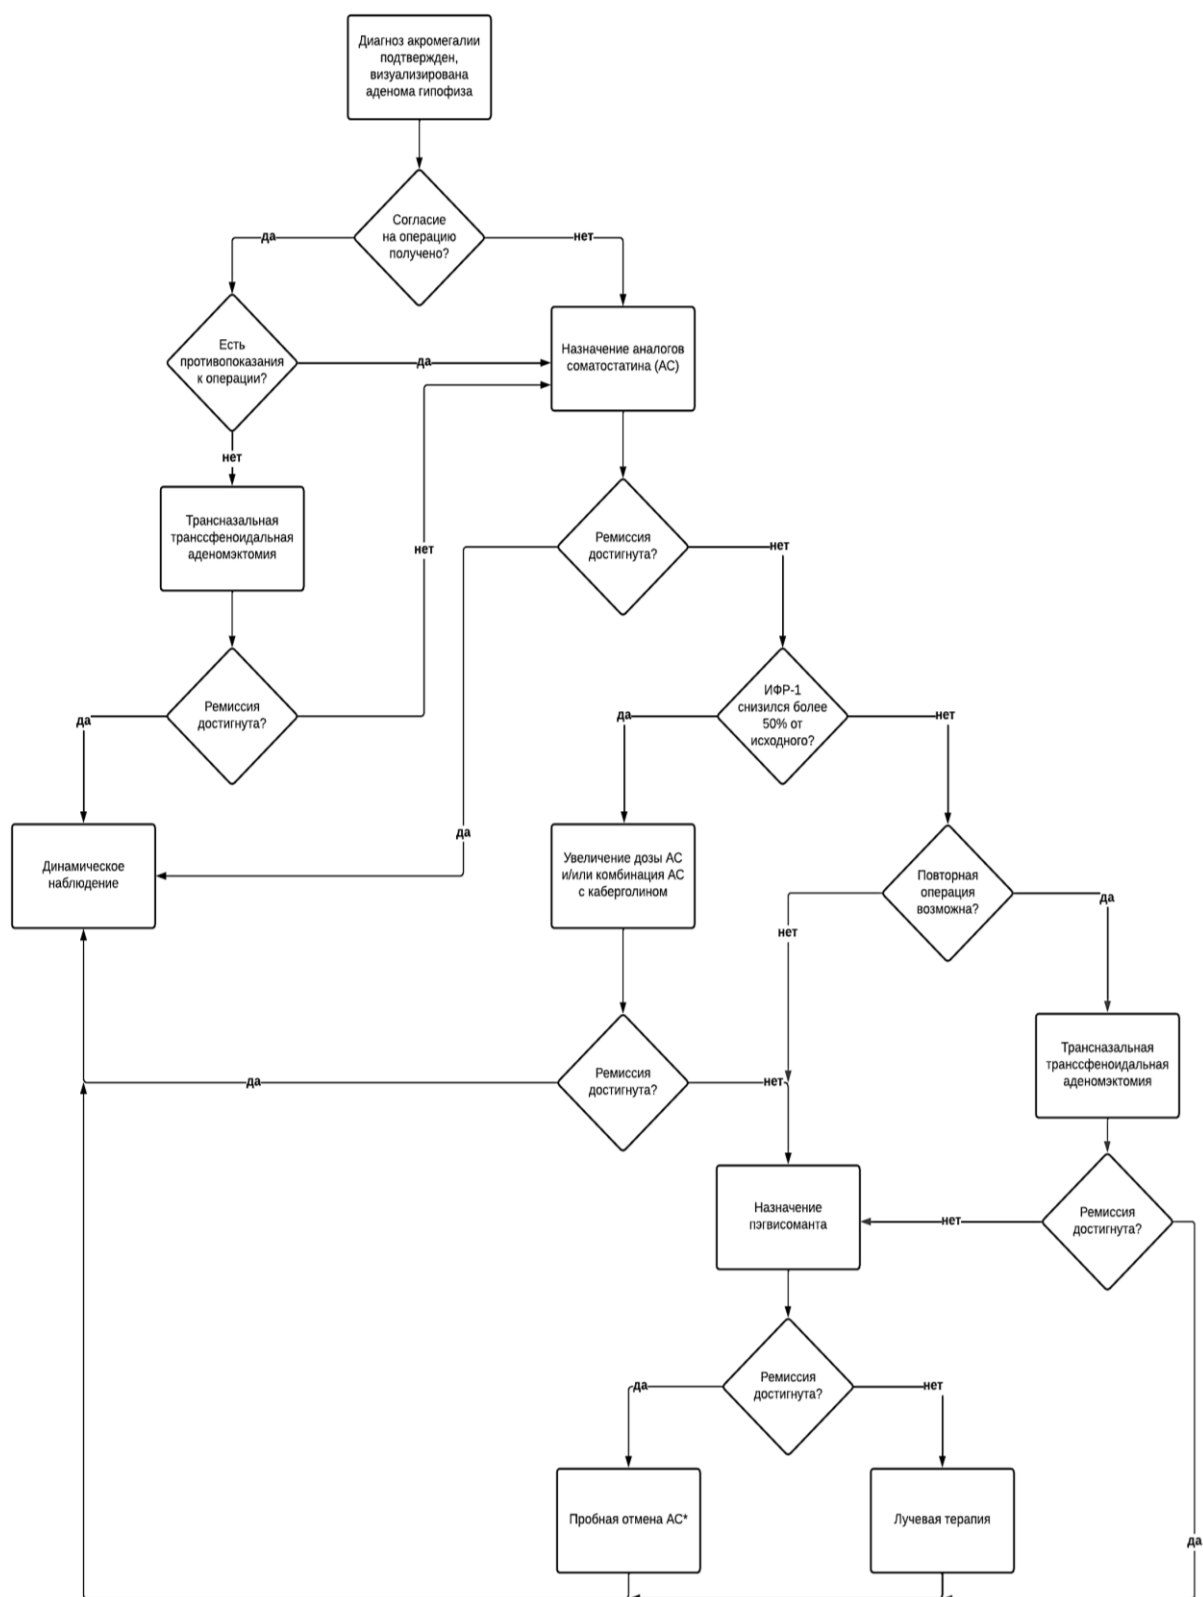 Диагноз акромегалии
подтвержден,
визуализирована
аденома гипофиза
Согласие
на операцию
получено?
да
нет
Есть
противопоказания
к операции?
да
Назначение аналогов
соматостатина (АС)
нет
Трансназальная
транссфеноидальная
аденомэктомия
нет
Ремиссия
достигнута?
нет
Ремиссия
достигнута?
да
да
ИФР-1
снизился более
50% от
исходного?
да
нет
Динамическое
наблюдение
да
Увеличение дозы АС
и/или комбинация АС
с каберголином
Повторная
операция
возможна?
нет
да
Трансназальная
транссфеноидальная
аденомэктомия
Ремиссия
достигнута?
да
нет
Назначение
пэгвисоманта
нет
Ремиссия
достигнута?
Ремиссия
достигнута?
да
нет
Пробная отмена АС*
Лучевая терапия
да